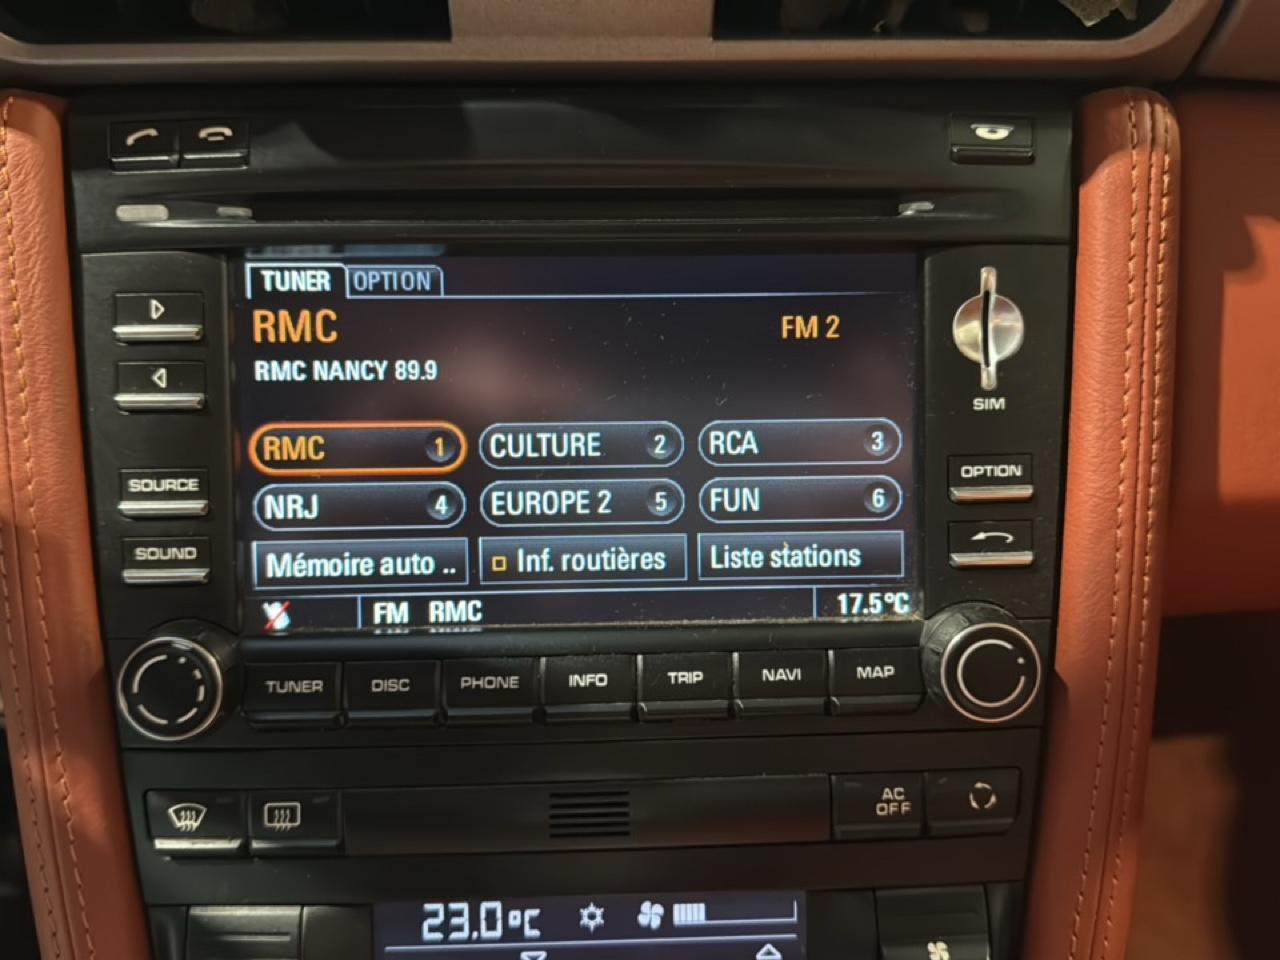 TUNER OPTION
RMC FM 2
RMC NANCY 89.9
SIM
RMC 1 CULTURE 2 RCA 3
NRJ 4 EUROPE 2 5 FUN 6
Mémoire auto .. Inf. routières Liste stations
FM RMC 17.5°C
SOURCE
SOUND
OPTION
TUNER DISC PHONE INFO TRIP NAVI MAP
AC
OFF
23.0°C